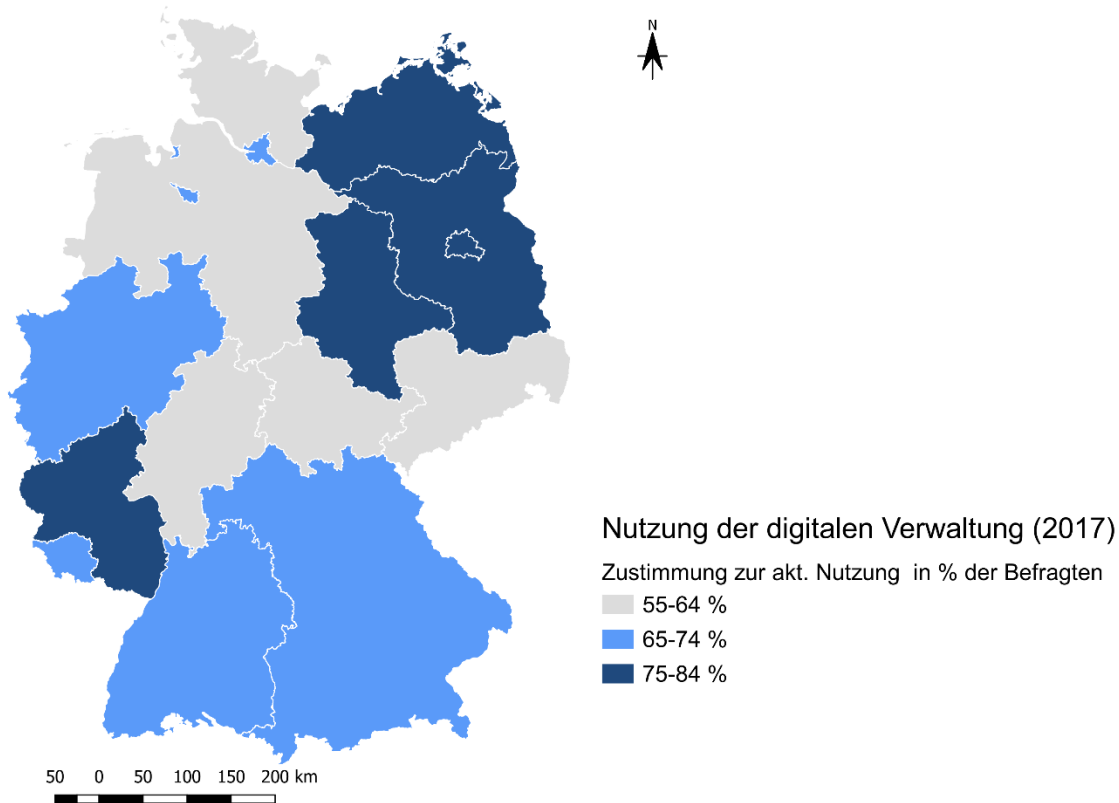 N
Nutzung der digitalen Verwaltung (2017)
Zustimmung zur akt. Nutzung in % der Befragten
55-64 %
65-74 %
75-84 %
50 0 50 100 150 200 km